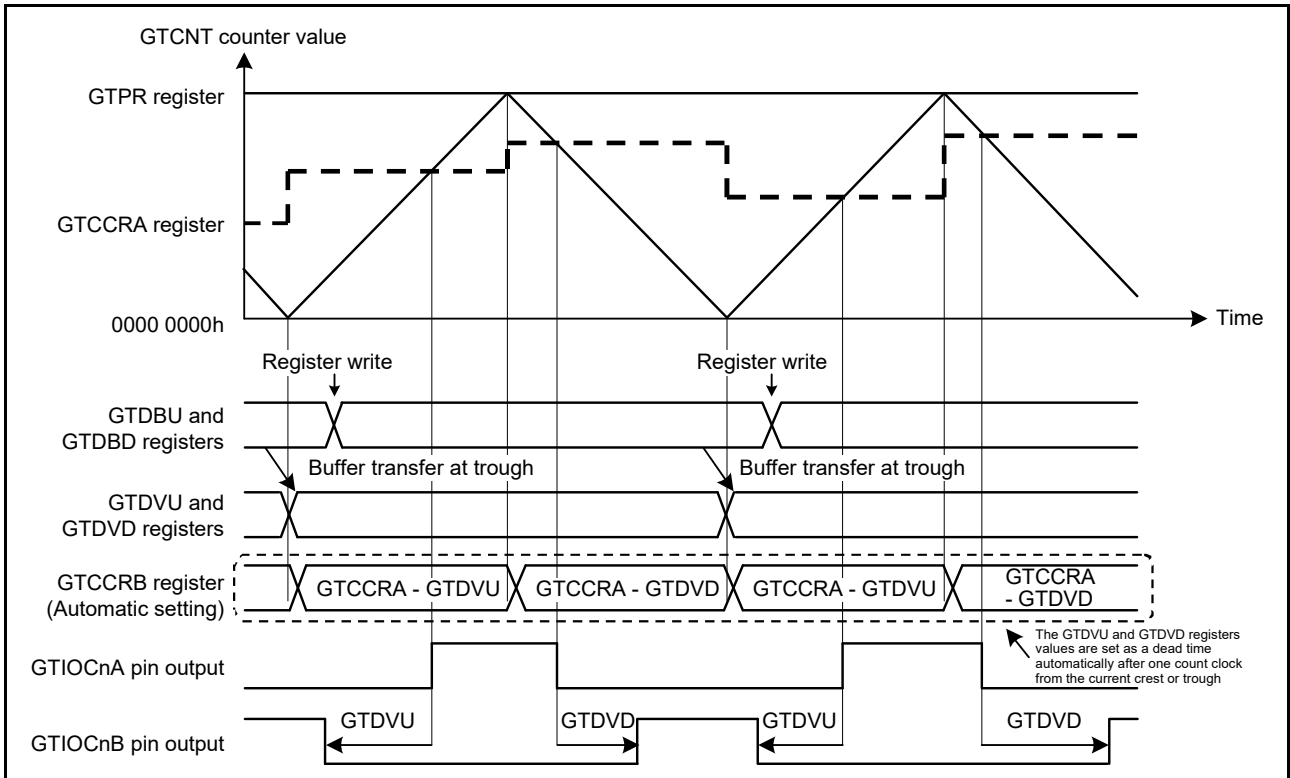 GTCNT counter value
GTPR register
GTCCRA register
0000 0000h
Time
Register write
Register write
GTDBU and
GTDBD registers
Buffer transfer at trough
Buffer transfer at trough
GTDVU and
GTDVD registers
GTCCRB register
(Automatic setting)
GTCCRA - GTDVU
GTCCRA - GTDVD
GTCCRA - GTDVU
GTCCRA
- GTDVD
The GTDVU and GTDVD registers
values are set as a dead time
automatically after one count clock
from the current crest or trough
GTIOCnA pin output
GTDVU
GTDVD
GTDVU
GTDVD
GTIOCnB pin output